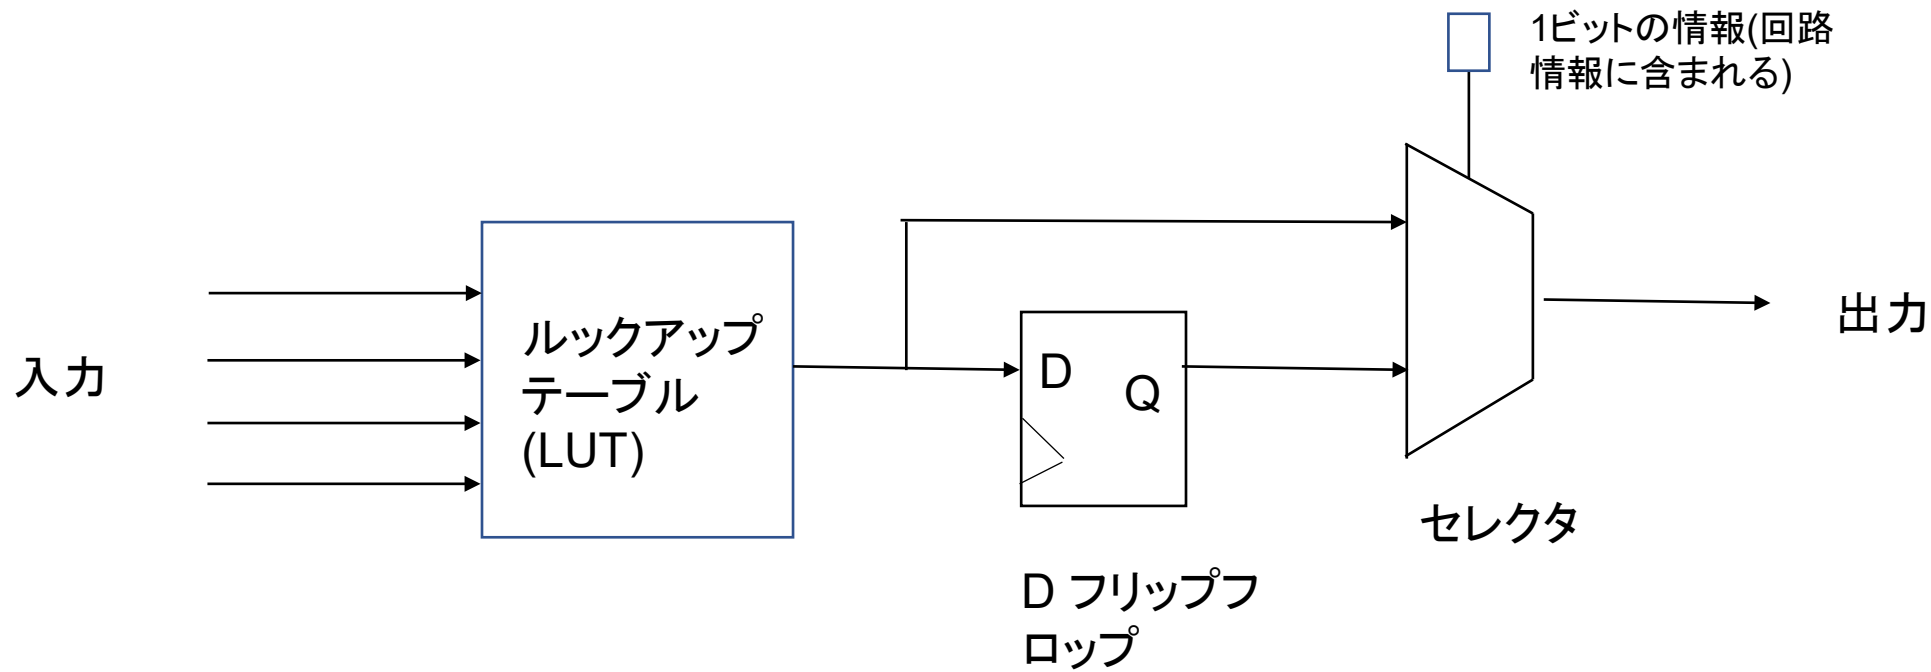 1ビットの情報(回路
情報に含まれる)
入力
ルックアップ
テーブル
(LUT)
D
Q
出力
セレクタ
D フリップフ
ロップ